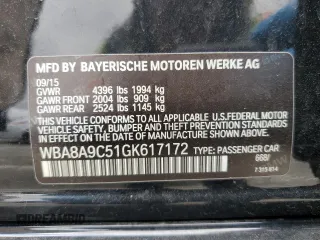 MFD BY BAYERISCHE MOTOREN WERKE AG
09/15
GVWR 4396 lbs 1994 kg
GAWR FRONT 2004 lbs 909 kg
GAWR REAR 2524 lbs 1145 kg
THIS VEHICLE CONFORMS TO ALL APPLICABLE U.S.FEDERAL MOTOR
VEHICLE SAFETY, BUMPER, AND THEFT PREVENTION STANDARDS IN
EFFECT ON THE DATE OF MANUFACTURE SHOWN ABOVE.
WBA8A9C51GK617172 TYPE: PASSENGER CAR
668/